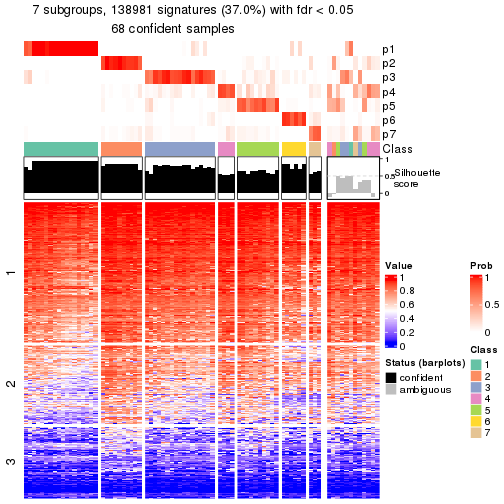 7 subgroups, 138981 signatures (37.0%) with fdr < 0.05
68 confident samples
p1
p2
p3
p4
p5
p6
p7
Class
1
0.5
0
Silhouette
score
1
2
3
Value
1
0.8
0.6
0.4
0.2
0
Status (barplots)
confident
ambiguous
Prob
1
0.5
0
Class
1
2
3
4
5
6
7